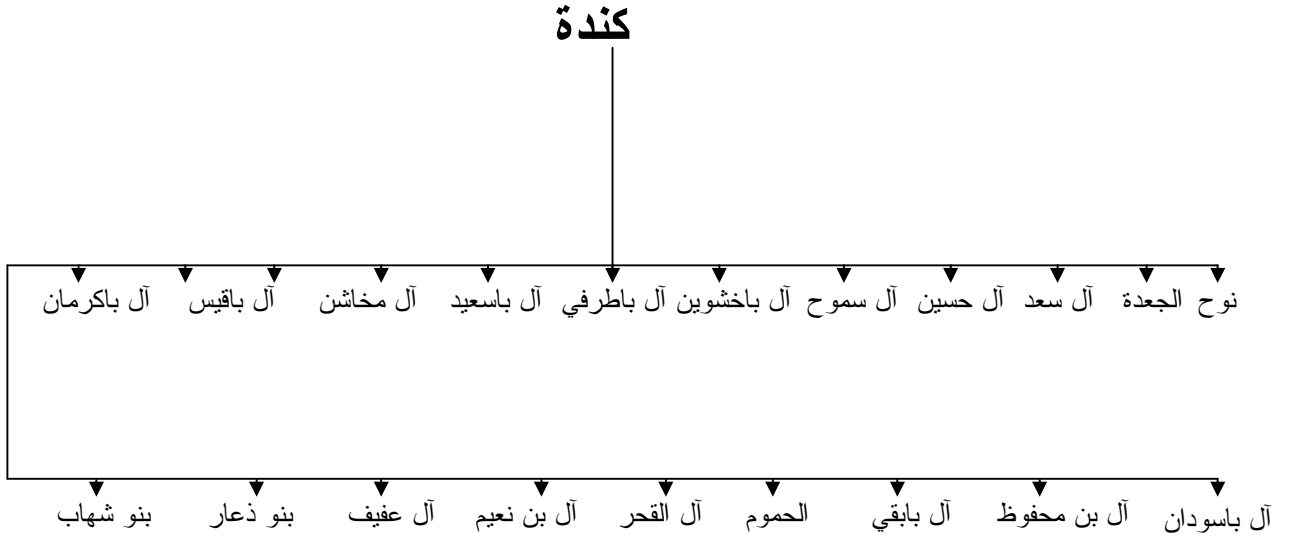 كندة
نوح الجعدة آل سعد آل حسين آل سموح آل باخشوين آل باطرفي آل باسعيد آل مخاشن آل باقيس آل باكرمان
آل باسودان آل بن محفوظ آل بابقي الحموم آل القحر آل بن نعيم آل عفيف بنو ذعار بنو شهاب